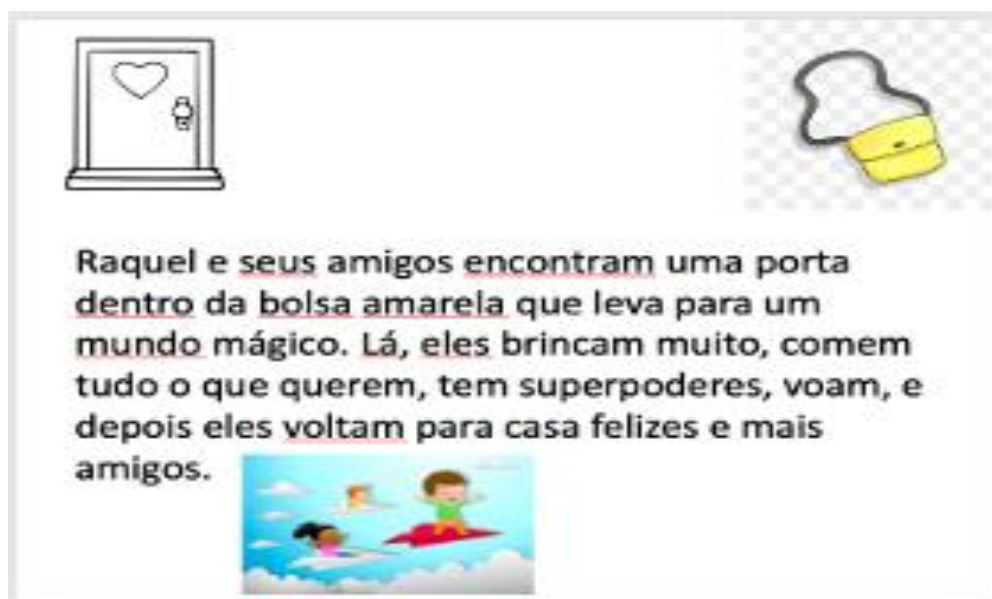 Raquel e seus amigos encontram uma porta
dentro da bolsa amarela que leva para um
mundo mágico. Lá, eles brincam muito, comem
tudo o que querem, tem superpoderes, voam, e
depois eles voltam para casa felizes e mais
amigos.